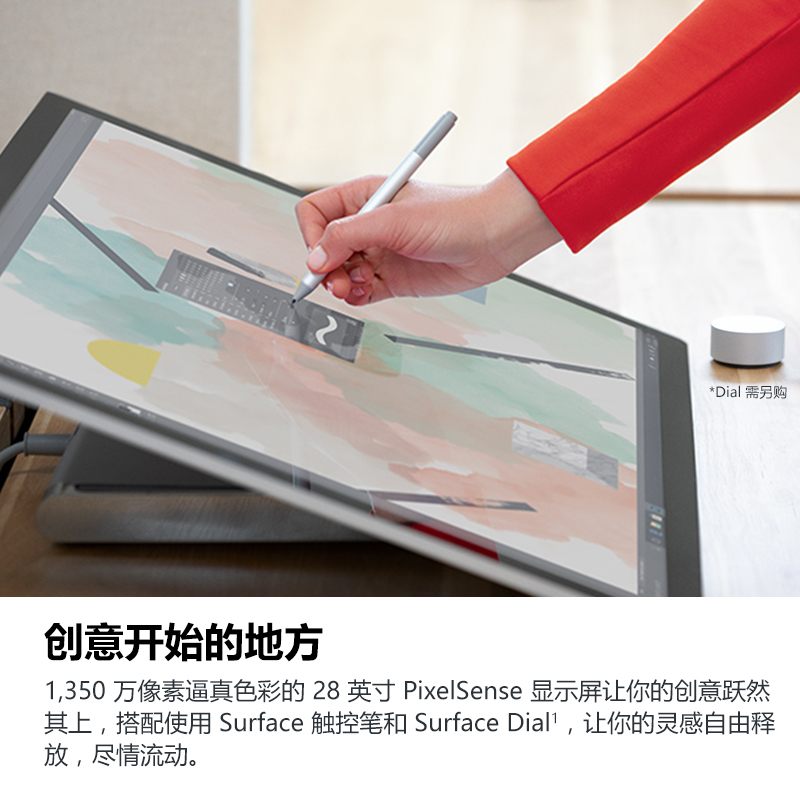 *Dial 需另购
创意开始的地方
1,350 万像素逼真色彩的 28 英寸 PixelSense 显示屏让你的创意跃然
其上，搭配使用 Surface 触控笔和 Surface Dial¹，让你的灵感自由释
放，尽情流动。